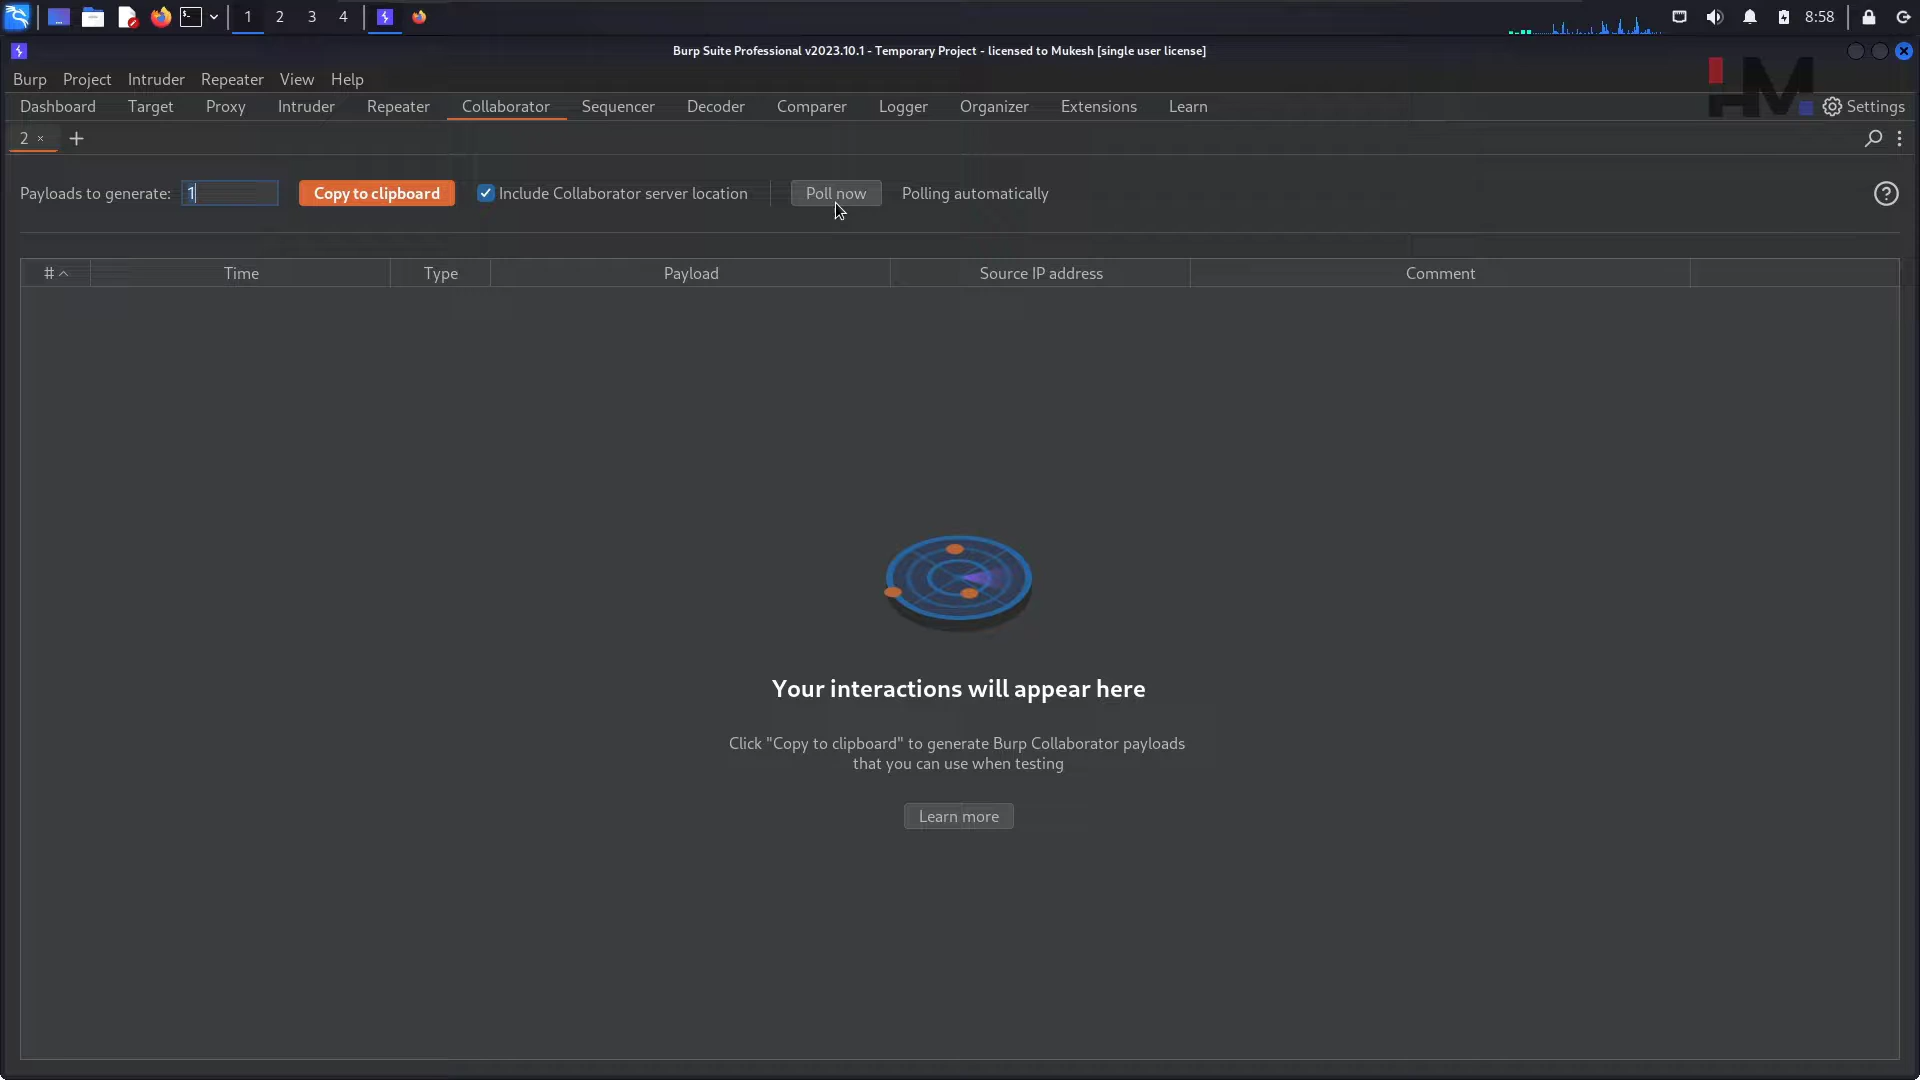 1 2 3 4 8:58
Burp Suite Professional v2023.10.1 - Temporary Project - licensed to Mukesh [single user license]
Burp Project Intruder Repeater View Help
HM
Dashboard Target Proxy Intruder Repeater Collaborator Sequencer Decoder Comparer Logger Organizer Extensions Learn Settings
2 × +
Payloads to generate: 1 Copy to clipboard Include Collaborator server location Poll now Polling automatically ?
# Time Type Payload Source IP address Comment
Your interactions will appear here
Click "Copy to clipboard" to generate Burp Collaborator payloads
that you can use when testing
Learn more